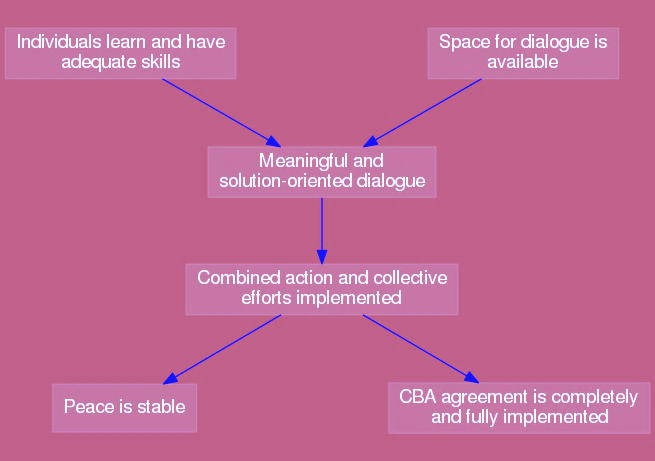 Individuals learn and have
adequate skills
Space for dialogue is
available
Meaningful and
solution-oriented dialogue
Combined action and collective
efforts implemented
Peace is stable
CBA agreement is completely
and fully implemented